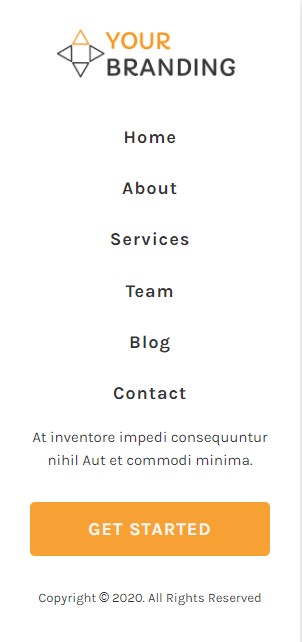 YOUR
BRANDING
Home
About
Services
Team
Blog
Contact
At inventore impedi consequuntur
nihil Aut et commodi minima.
GET STARTED
Copyright © 2020. All Rights Reserved